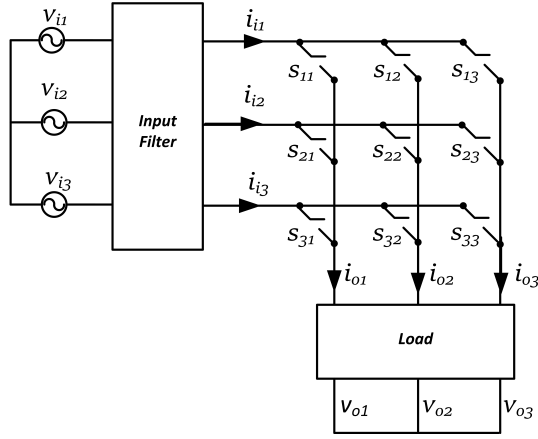 v_{i1}
i_{i1}
s_{11}
s_{12}
s_{13}
v_{i2}
i_{i2}
Input
Filter
s_{21}
s_{22}
s_{23}
v_{i3}
i_{i3}
s_{31}
s_{32}
s_{33}
i_{o1}
i_{o2}
i_{o3}
Load
v_{o1}
v_{o2}
v_{o3}